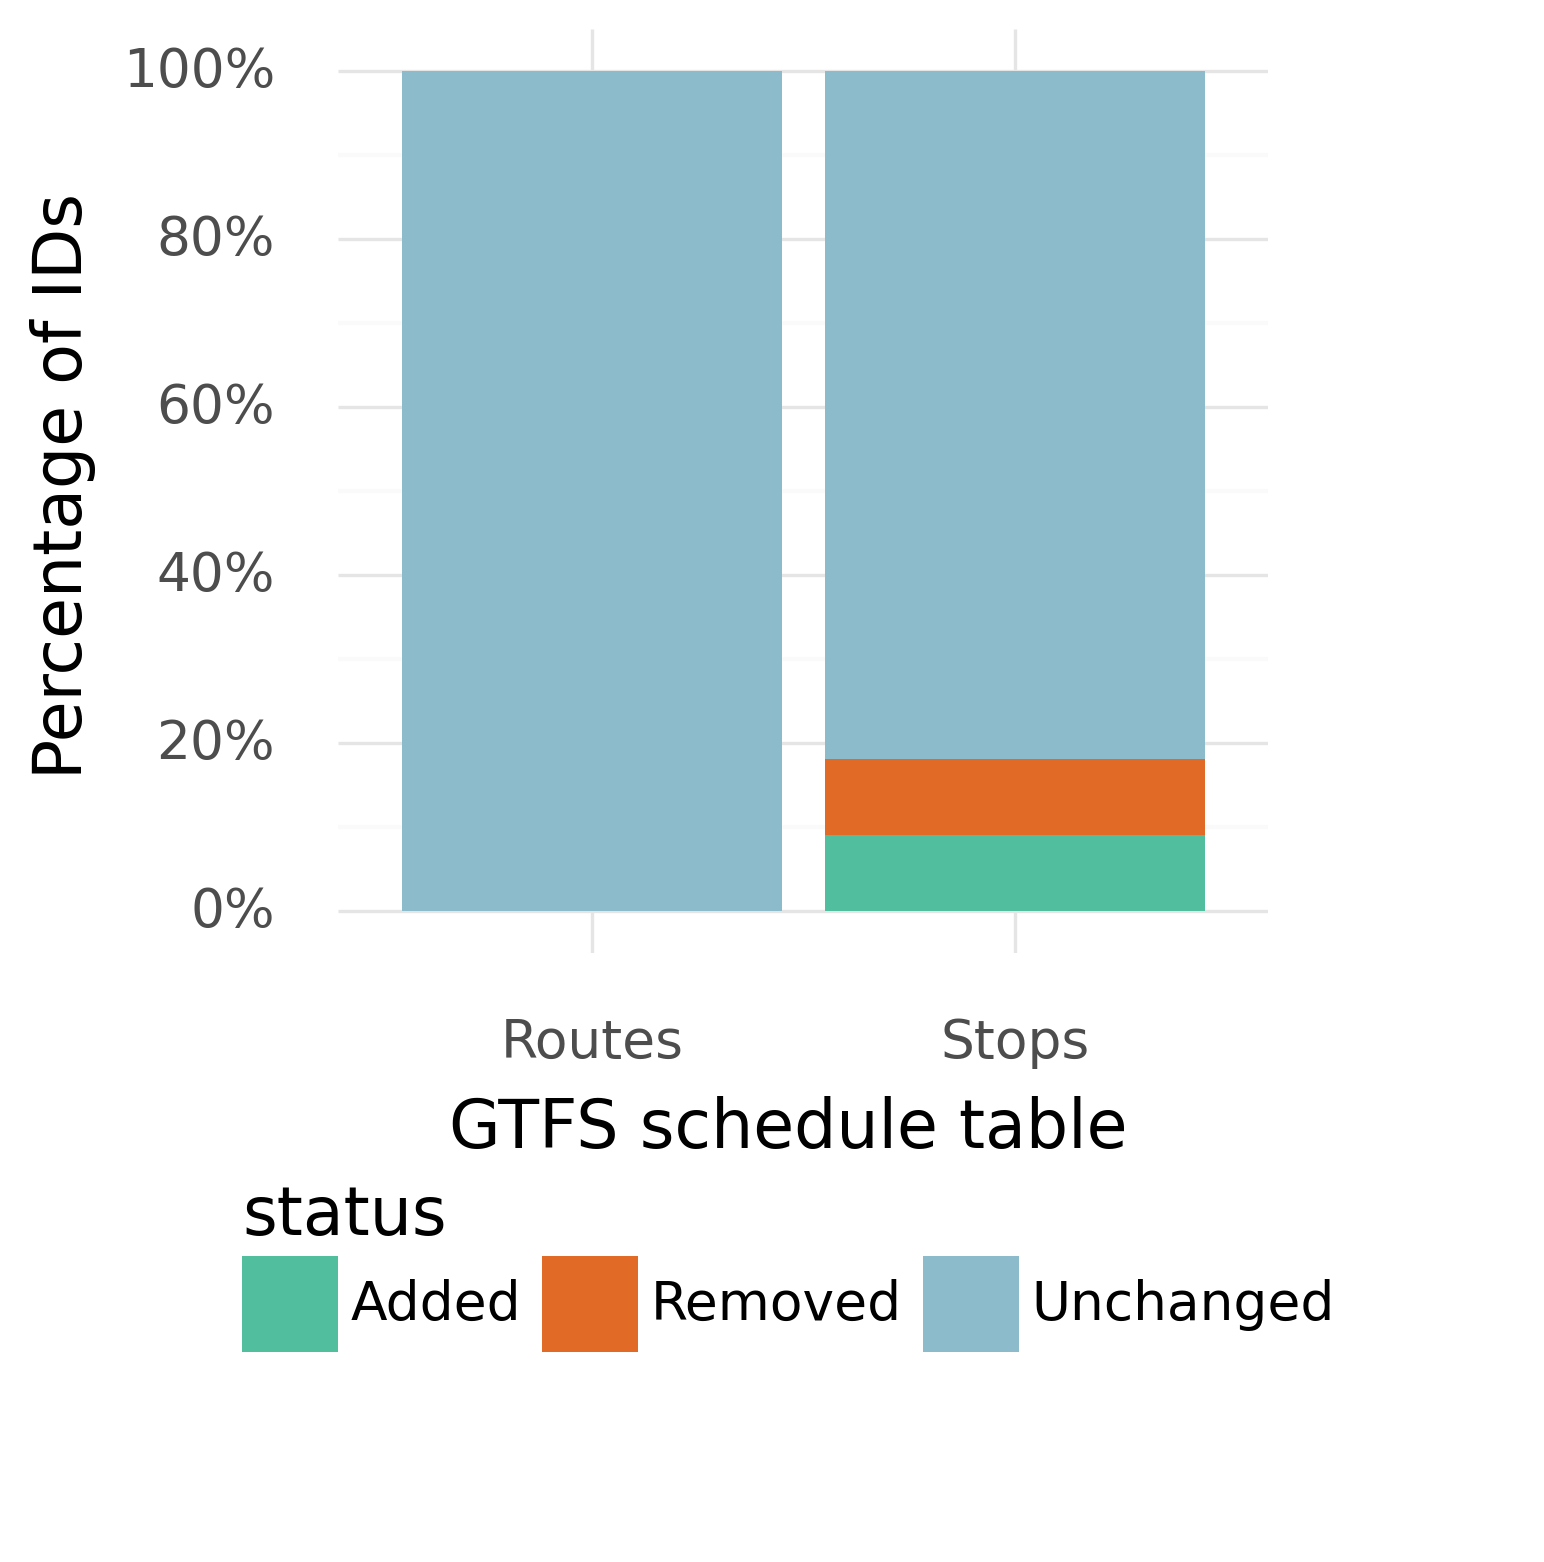 Percentage of IDs
100%
80%
60%
40%
20%
0%
Routes Stops
GTFS schedule table
status
Added Removed Unchanged